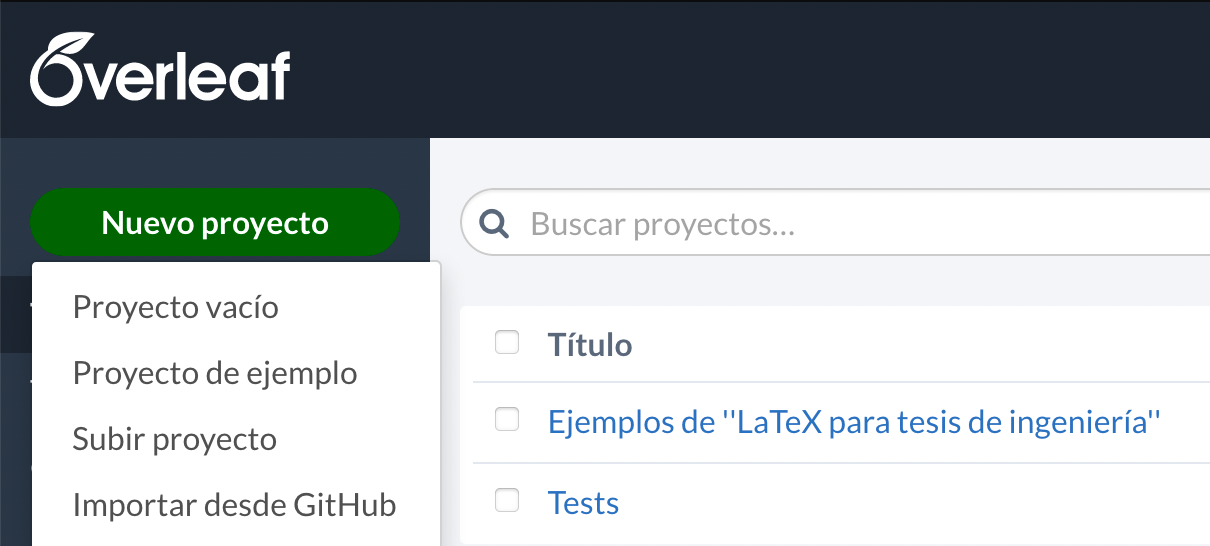 Overleaf
Nuevo proyecto
Buscar proyectos...
Proyecto vacío
Proyecto de ejemplo
Subir proyecto
Importar desde GitHub
Título
Ejemplos de ''LaTeX para tesis de ingeniería''
Tests